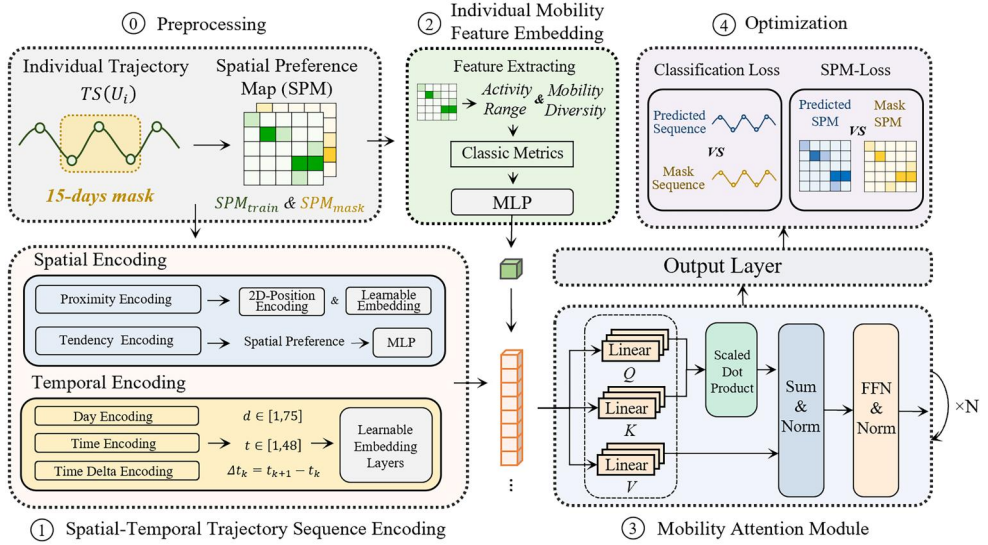 ⓪ Preprocessing
Individual Trajectory
TS(U_i)
15-days mask
Spatial Preference
Map (SPM)
SPM_train & SPM_mask
② Individual Mobility
Feature Embedding
Feature Extracting
Activity
Range
&
Mobility
Diversity
Classic Metrics
MLP
④ Optimization
Classification Loss
Predicted
Sequence
VS
Mask
Sequence
SPM-Loss
Predicted
SPM
VS
Mask
SPM
Spatial Encoding
Proximity Encoding
2D-Position
Encoding
&
Learnable
Embedding
Tendency Encoding
Spatial Preference
MLP
Temporal Encoding
Day Encoding
d ∈ [1,75]
Time Encoding
t ∈ [1,48]
Time Delta Encoding
Δt_k = t_{k+1} − t_k
Learnable
Embedding
Layers
① Spatial-Temporal Trajectory Sequence Encoding
...
Output Layer
Linear
Q
Linear
K
Linear
V
Scaled
Dot
Product
Sum
&
Norm
FFN
&
Norm
×N
③ Mobility Attention Module